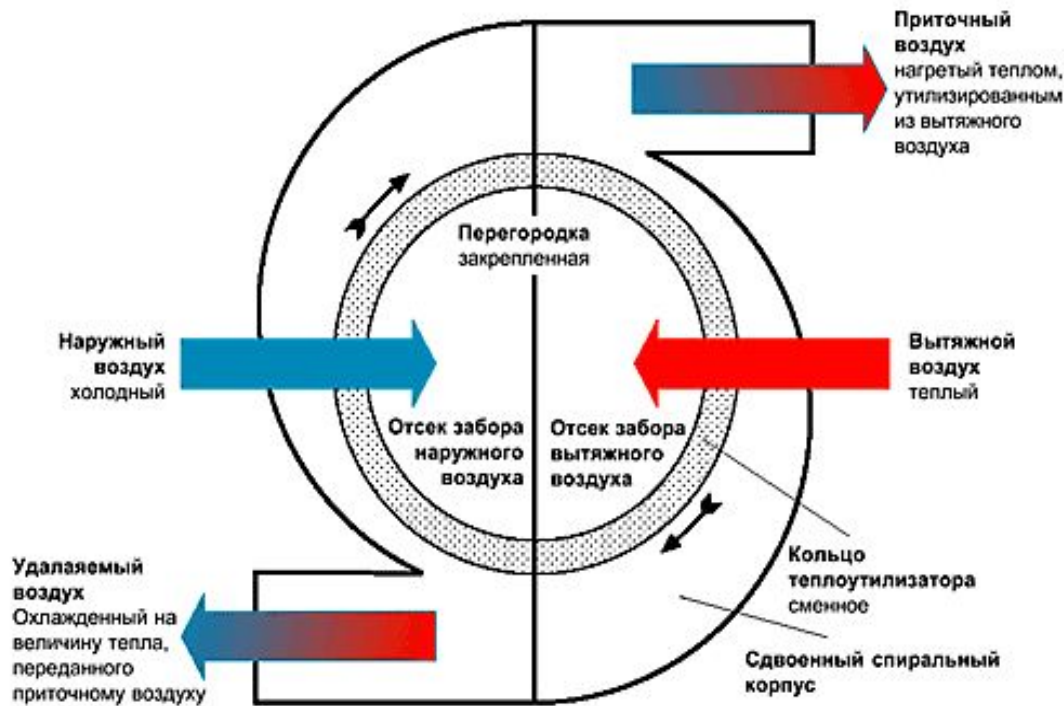 Приточный
воздух
нагретый теплом,
утилизированным
из вытяжного
воздуха
Перегородка
закрепленная
Наружный
воздух
холодный
Вытяжной
воздух
теплый
Отсек забора
наружного
воздуха
Отсек забора
вытяжного
воздуха
Удалаяемый
воздух
Охлажденный на
величину тепла,
переданного
приточному воздуху
Кольцо
теплоутилизатора
сменное
Сдвоенный спиральный
корпус